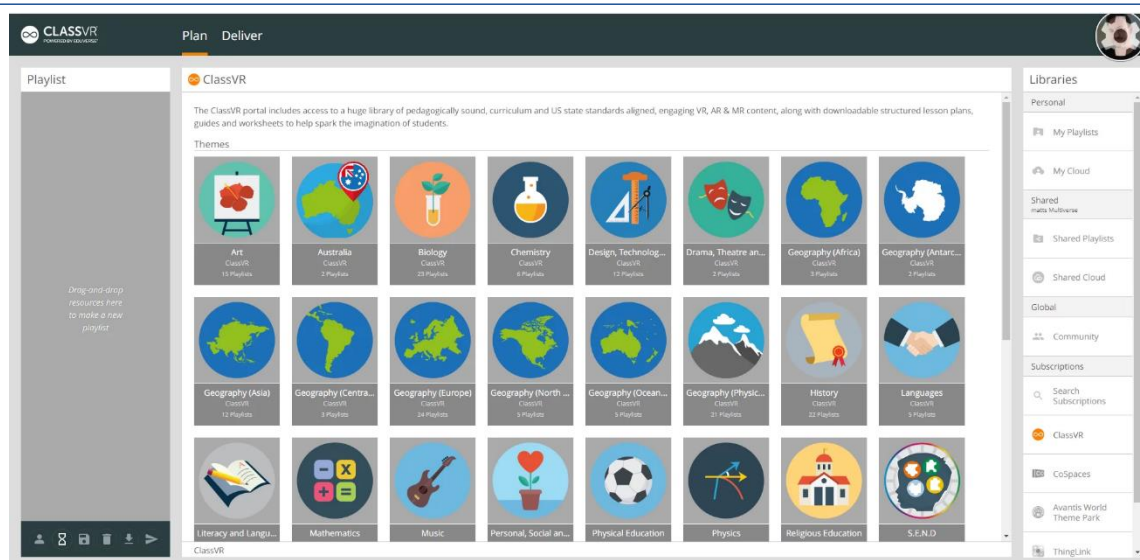 CLASSVR
POWERED BY EDUVERSE
Plan Deliver
Playlist
Drag-and-drop
resources here
to make a new
playlist
ClassVR
The ClassVR portal includes access to a huge library of pedagogically sound, curriculum and US state standards aligned, engaging VR, AR & MR content, along with downloadable structured lesson plans,
guides and worksheets to help spark the imagination of students.
Themes
Art
ClassVR
15 Playlists
Australia
ClassVR
2 Playlists
Biology
ClassVR
23 Playlists
Chemistry
ClassVR
6 Playlists
Design, Technolog...
ClassVR
12 Playlists
Drama, Theatre an...
ClassVR
2 Playlists
Geography (Africa)
ClassVR
3 Playlists
Geography (Antarc...
ClassVR
2 Playlists
Geography (Asia)
ClassVR
12 Playlists
Geography (Centra...
ClassVR
3 Playlists
Geography (Europe)
ClassVR
24 Playlists
Geography (North ...
ClassVR
5 Playlists
Geography (Ocean...
ClassVR
5 Playlists
Geography (Physic...
ClassVR
21 Playlists
History
ClassVR
22 Playlists
Languages
ClassVR
5 Playlists
Literacy and Langu...
Mathematics
Music
Personal, Social an...
Physical Education
Physics
Religious Education
S.E.N.D
ClassVR
Libraries
Personal
My Playlists
My Cloud
Shared
matts Multiverse
Shared Playlists
Shared Cloud
Global
Community
Subscriptions
Search
Subscriptions
ClassVR
CoSpaces
Avantis World
Theme Park
ThingLink